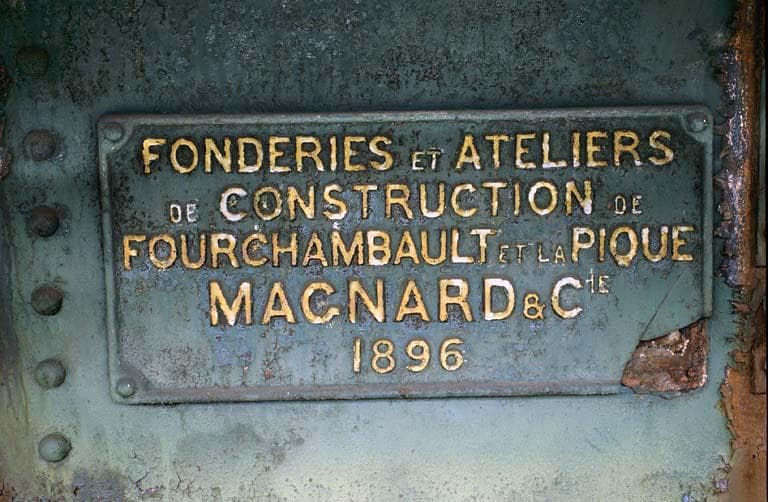 FONDERIES ET ATELIERS
DE CONSTRUCTION DE
FOURCHAMBAULT ET LA PIQUE
MAGNARD & Cie
1896